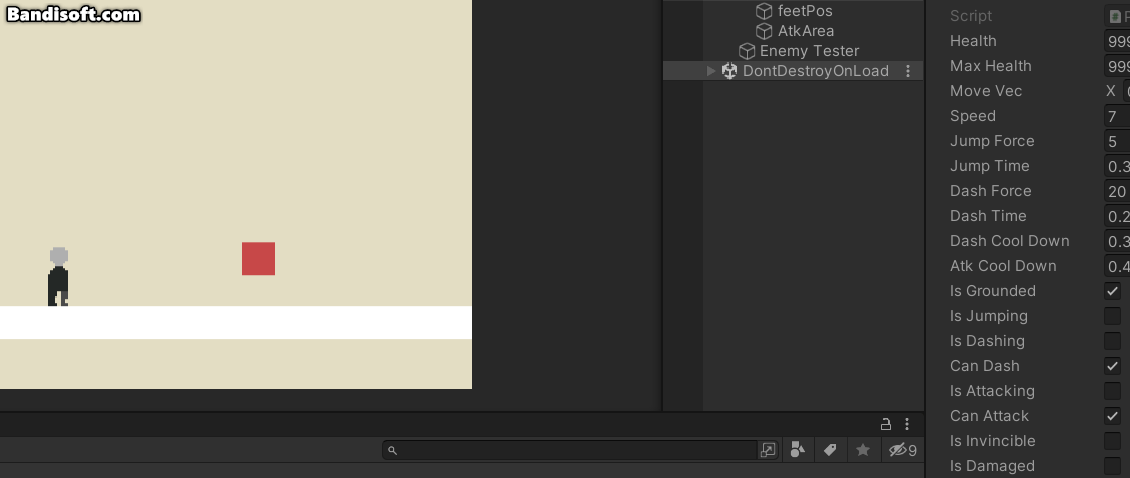 Bandisoft.com
feetPos
AtkArea
Enemy Tester
DontDestroyOnLoad
Script
Health 999
Max Health 999
Move Vec X
Speed 7
Jump Force 5
Jump Time 0.3
Dash Force 20
Dash Time 0.2
Dash Cool Down 0.3
Atk Cool Down 0.4
Is Grounded
Is Jumping
Is Dashing
Can Dash
Is Attacking
Can Attack
Is Invincible
Is Damaged
9